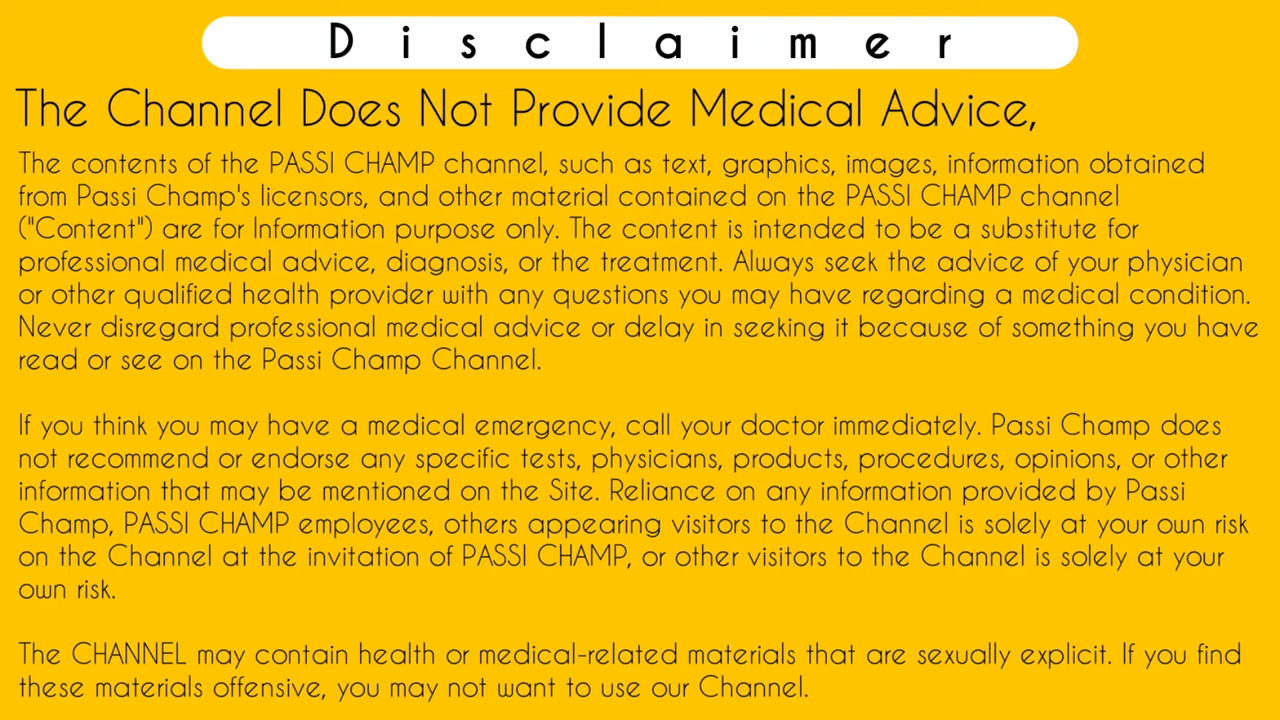 Disclaimer
The Channel Does Not Provide Medical Advice,
The contents of the PASSI CHAMP channel, such as text, graphics, images, information obtained
from Passi Champ's licensors, and other material contained on the PASSI CHAMP channel
("Content") are for Information purpose only. The content is intended to be a substitute for
professional medical advice, diagnosis, or the treatment. Always seek the advice of your physician
or other qualified health provider with any questions you may have regarding a medical condition.
Never disregard professional medical advice or delay in seeking it because of something you have
read or see on the Passi Champ Channel.
If you think you may have a medical emergency, call your doctor immediately. Passi Champ does
not recommend or endorse any specific tests, physicians, products, procedures, opinions, or other
information that may be mentioned on the Site. Reliance on any information provided by Passi
Champ, PASSI CHAMP employees, others appearing visitors to the Channel is solely at your own risk
on the Channel at the invitation of PASSI CHAMP, or other visitors to the Channel is solely at your
own risk.
The CHANNEL may contain health or medical-related materials that are sexually explicit. If you find
these materials offensive, you may not want to use our Channel.